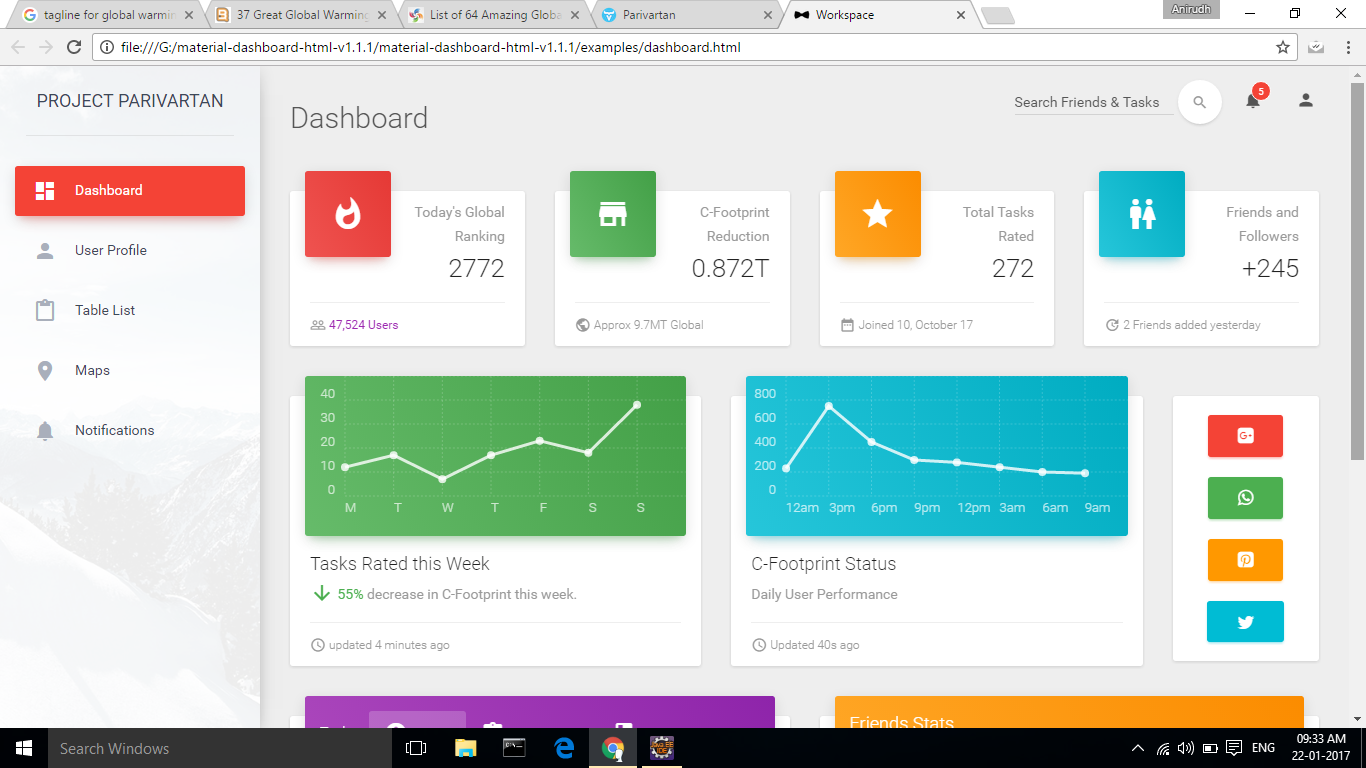 tagline for global warmin
37 Great Global Warming
List of 64 Amazing Globa
Parivartan
Workspace
Anirudh
file:///G:/material-dashboard-html-v1.1.1/material-dashboard-html-v1.1.1/examples/dashboard.html
PROJECT PARIVARTAN
Dashboard
User Profile
Table List
Maps
Notifications
Dashboard
Search Friends & Tasks
5
Today's Global
Ranking
2772
47,524 Users
C-Footprint
Reduction
0.872T
Approx 9.7MT Global
Total Tasks
Rated
272
Joined 10, October 17
Friends and
Followers
+245
2 Friends added yesterday
40
30
20
10
0
M T W T F S S
Tasks Rated this Week
55% decrease in C-Footprint this week.
updated 4 minutes ago
800
600
400
200
0
12am 3pm 6pm 9pm 12pm 3am 6am 9am
C-Footprint Status
Daily User Performance
Updated 40s ago
G+
Friends Stats
Search Windows
ENG
09:33 AM
22-01-2017